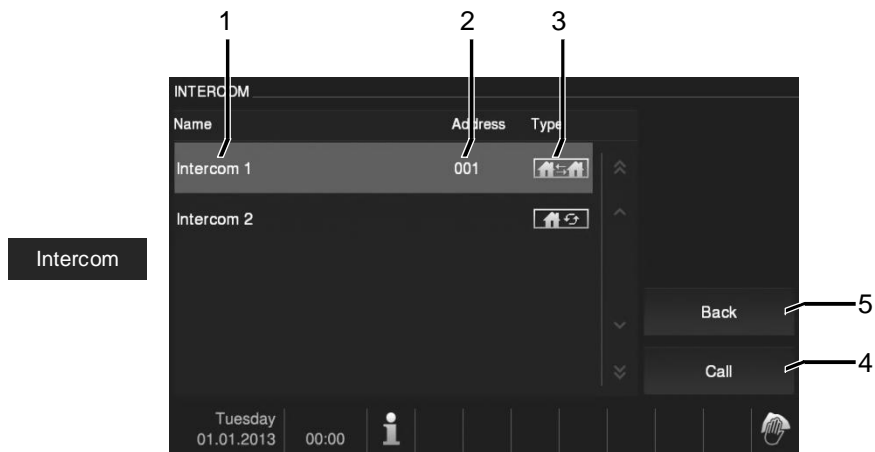 1 2 3
INTERCOM
Name Address Type
Intercom 1 001
Intercom 2
Intercom
Back 5
Call 4
Tuesday
01.01.2013 00:00 i